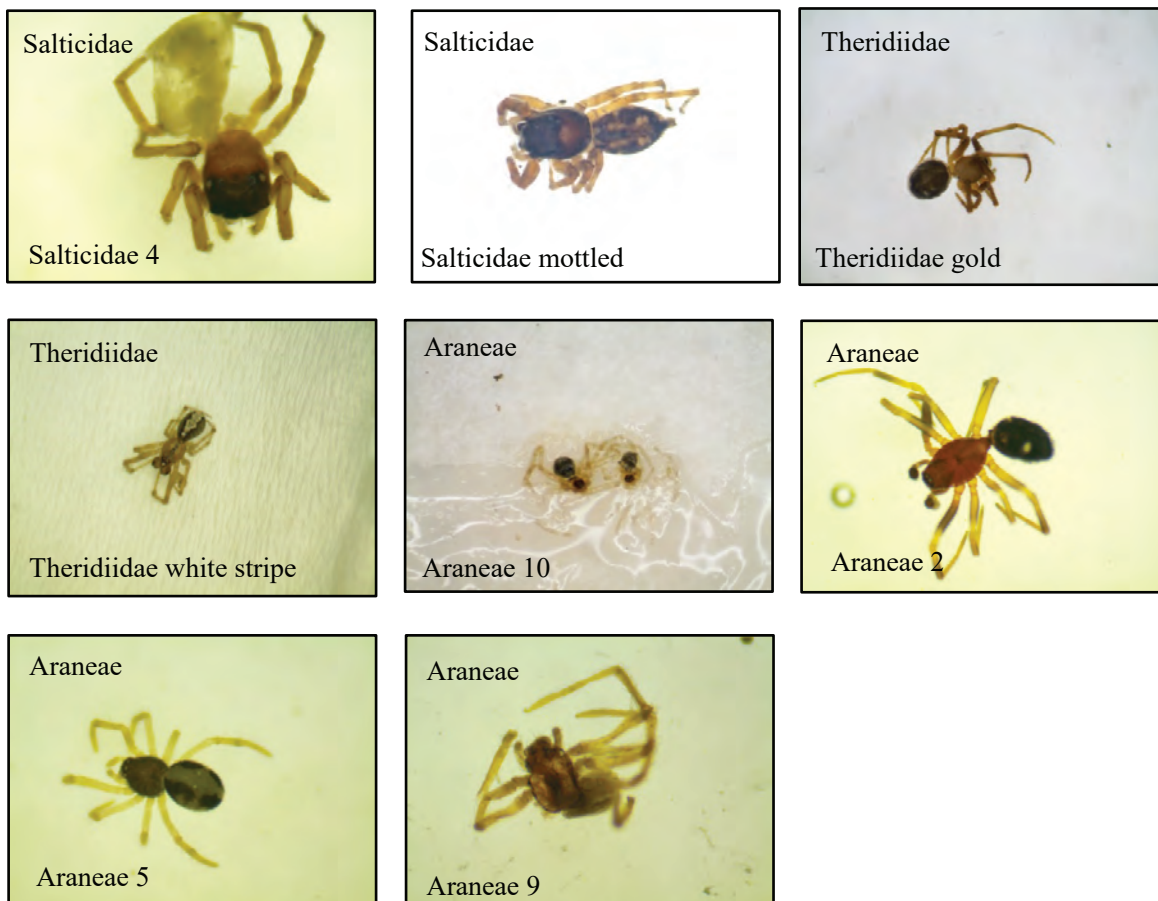 Salticidae
Salticidae 4
Salticidae
Salticidae mottled
Theridiidae
Theridiidae gold
Theridiidae
Theridiidae white stripe
Araneae
Araneae 10
Araneae
Araneae 2
Araneae
Araneae 5
Araneae
Araneae 9